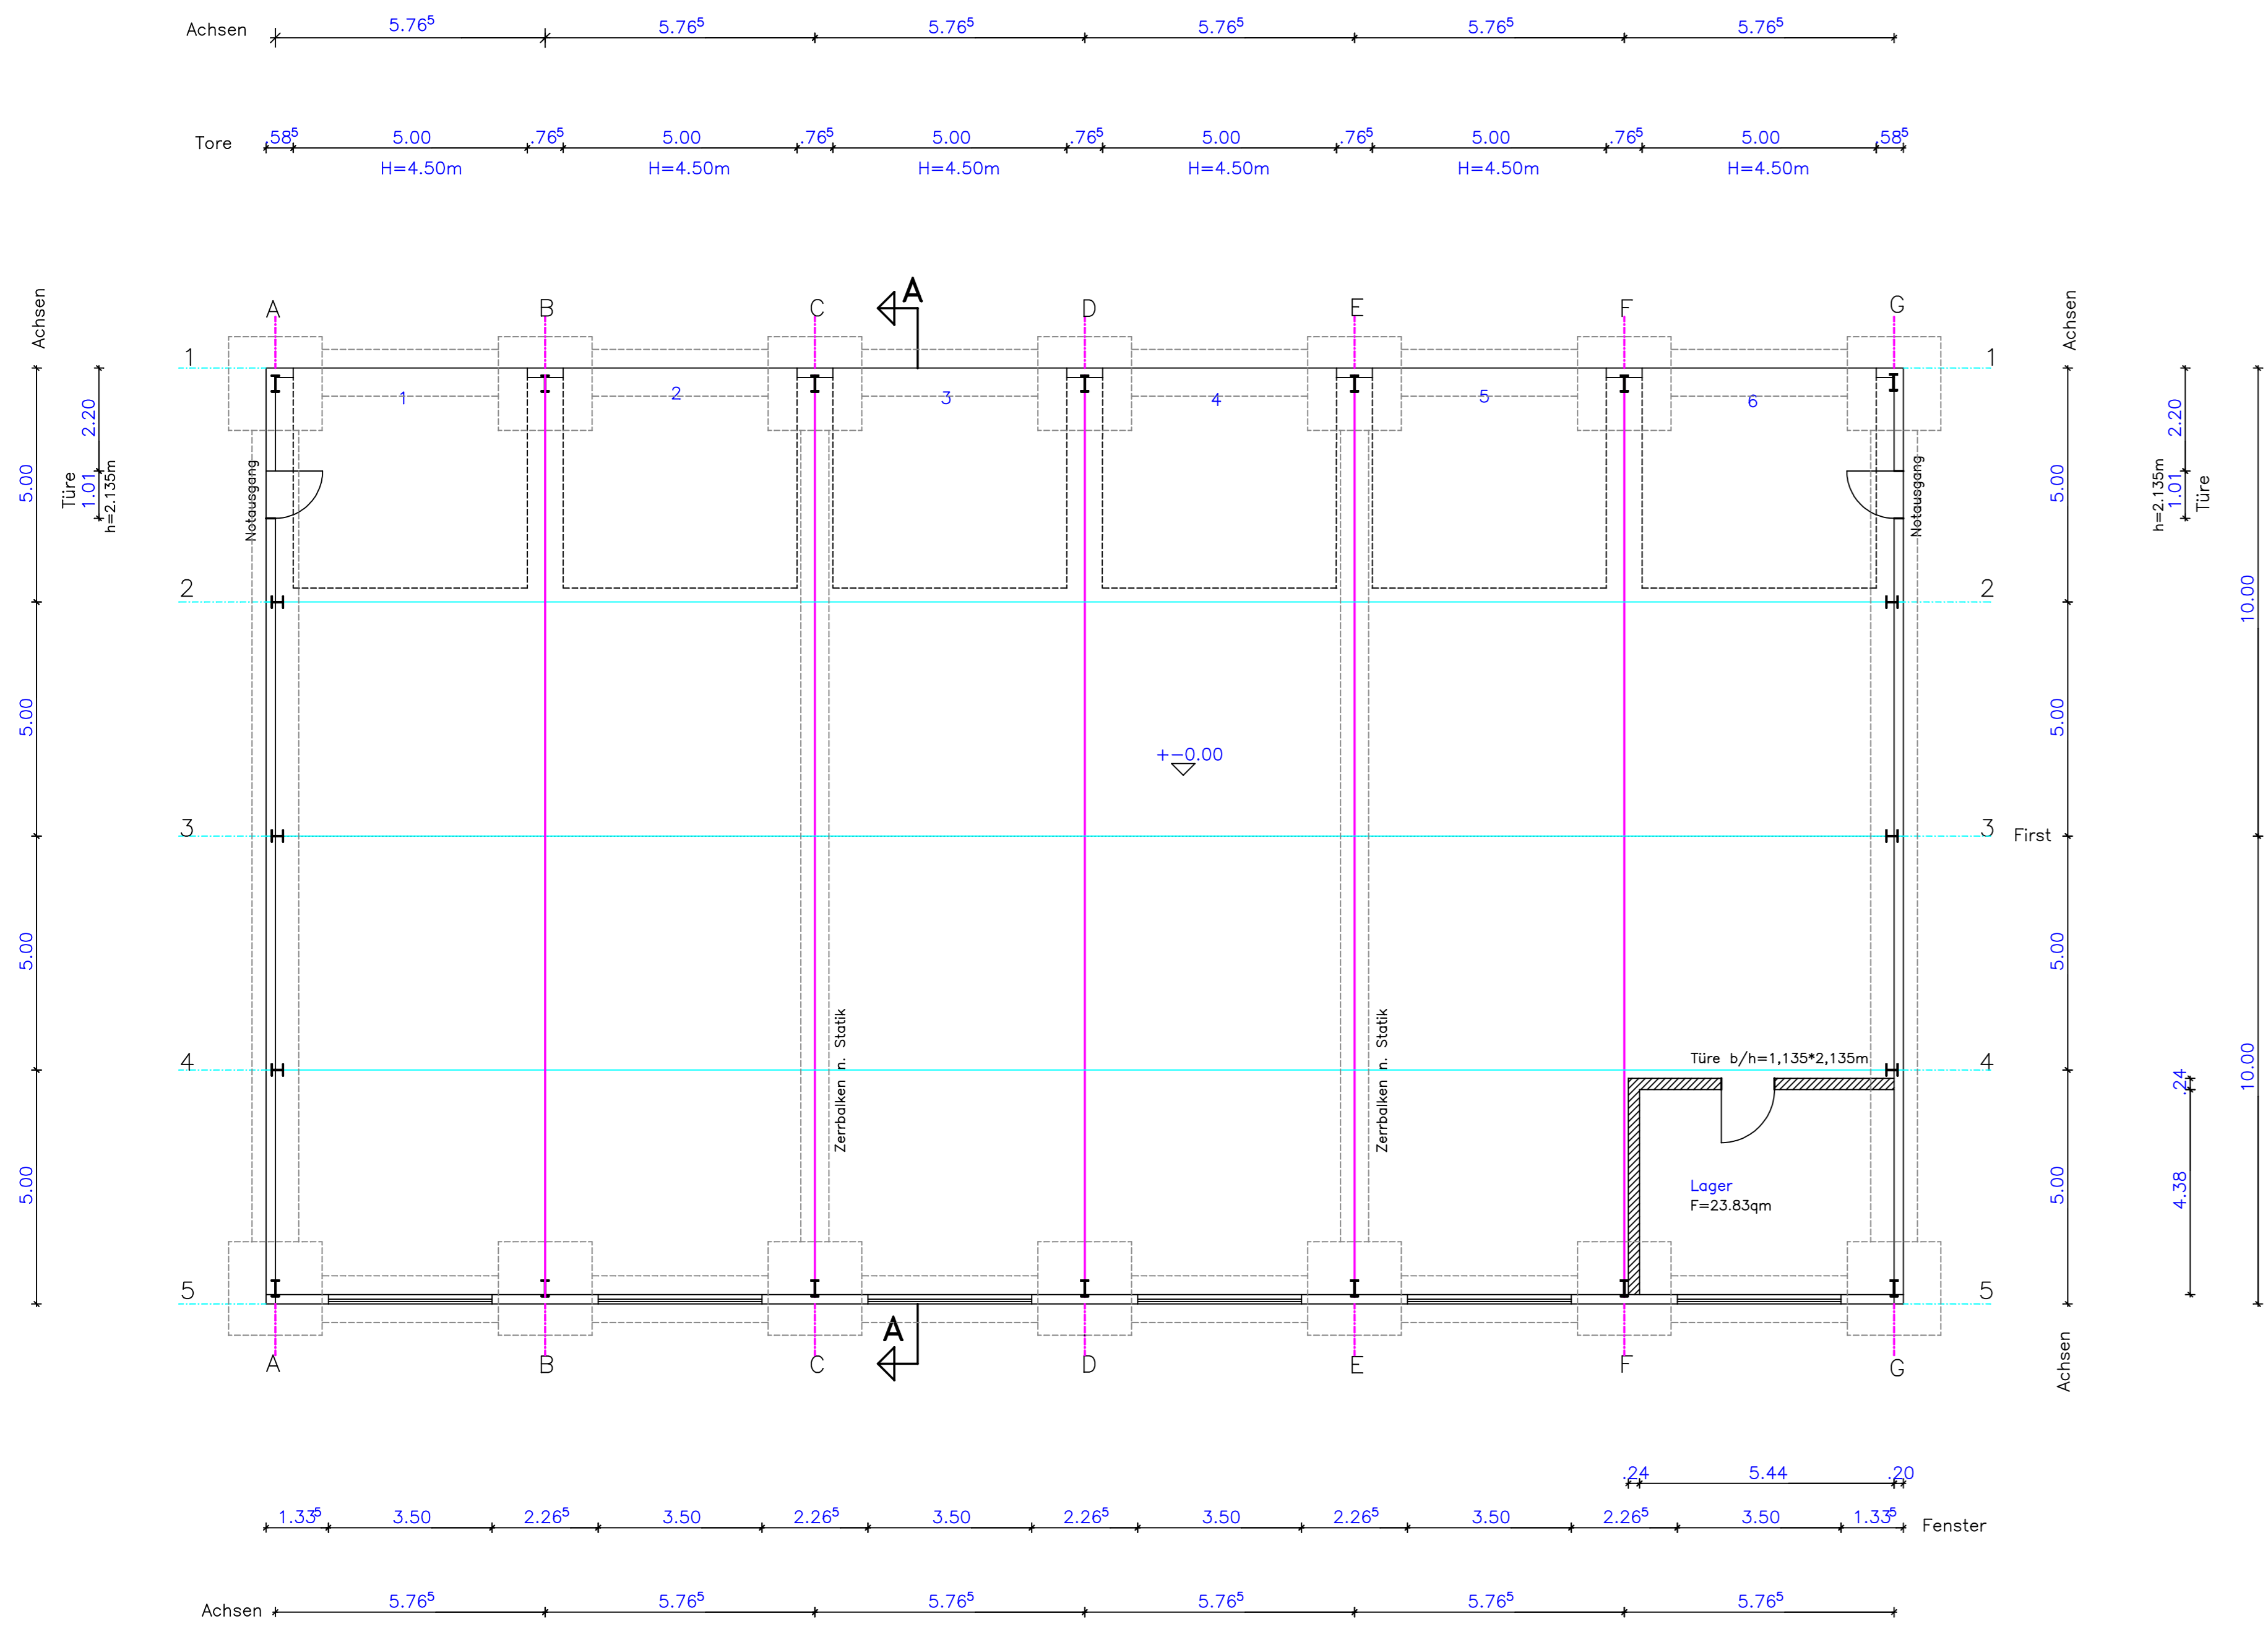 Achsen 5.76⁵ 5.76⁵ 5.76⁵ 5.76⁵ 5.76⁵ 5.76⁵
Tore .58⁵ 5.00 .76⁵ 5.00 .76⁵ 5.00 .76⁵ 5.00 .76⁵ 5.00 .76⁵ 5.00 .58⁵
H=4.50m H=4.50m H=4.50m H=4.50m H=4.50m H=4.50m
A
A B C D E F G
Achsen
Achsen
1
1
1 2 3 4 5 6
5.00
5.00
5.00
5.00
2.20
1.01
Türe
h=2.135m
Notausgang
Notausgang
5.00
5.00
5.00
5.00
2.20
1.01
h=2.135m
Türe
10.00
10.00
2
2
+-0.00
3
3 First
Zerrbalken n. Statik
Zerrbalken n. Statik
4
4
Türe b/h=1,135*2,135m
.24
4.38
Lager
F=23.83qm
5
5
A
A B C D E F G
Achsen
.24 5.44 .20
1.33⁵ 3.50 2.26⁵ 3.50 2.26⁵ 3.50 2.26⁵ 3.50 2.26⁵ 3.50 2.26⁵ 3.50 1.33⁵ Fenster
Achsen 5.76⁵ 5.76⁵ 5.76⁵ 5.76⁵ 5.76⁵ 5.76⁵